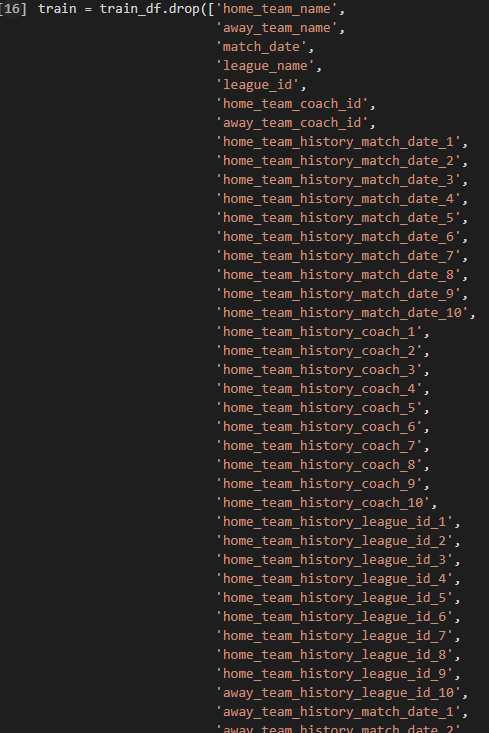 [16] train = train_df.drop(['home_team_name',
'away_team_name',
'match_date',
'league_name',
'league_id',
'home_team_coach_id',
'away_team_coach_id',
'home_team_history_match_date_1',
'home_team_history_match_date_2',
'home_team_history_match_date_3',
'home_team_history_match_date_4',
'home_team_history_match_date_5',
'home_team_history_match_date_6',
'home_team_history_match_date_7',
'home_team_history_match_date_8',
'home_team_history_match_date_9',
'home_team_history_match_date_10',
'home_team_history_coach_1',
'home_team_history_coach_2',
'home_team_history_coach_3',
'home_team_history_coach_4',
'home_team_history_coach_5',
'home_team_history_coach_6',
'home_team_history_coach_7',
'home_team_history_coach_8',
'home_team_history_coach_9',
'home_team_history_coach_10',
'home_team_history_league_id_1',
'home_team_history_league_id_2',
'home_team_history_league_id_3',
'home_team_history_league_id_4',
'home_team_history_league_id_5',
'home_team_history_league_id_6',
'home_team_history_league_id_7',
'home_team_history_league_id_8',
'home_team_history_league_id_9',
'away_team_history_league_id_10',
'away_team_history_match_date_1',
'away_team_history_match_date_2',